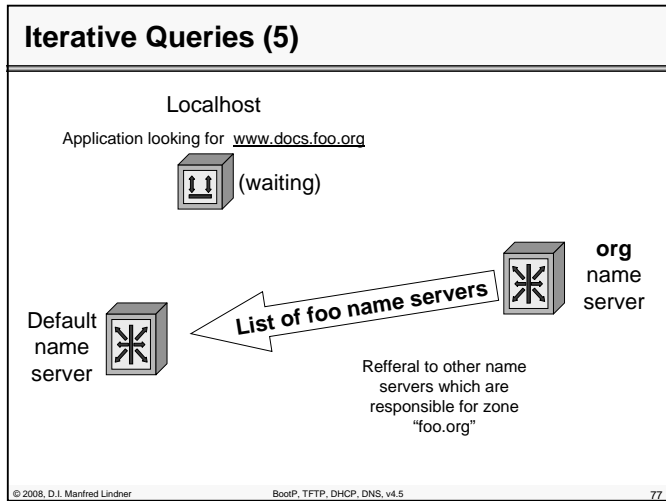 Iterative Queries (5)
Localhost
Application looking for www.docs.foo.org
(waiting)
org
name
server
List of foo name servers
Default
name
server
Refferal to other name
servers which are
responsible for zone
“foo.org”
© 2008, D.I. Manfred Lindner
BootP, TFTP, DHCP, DNS, v4.5
77